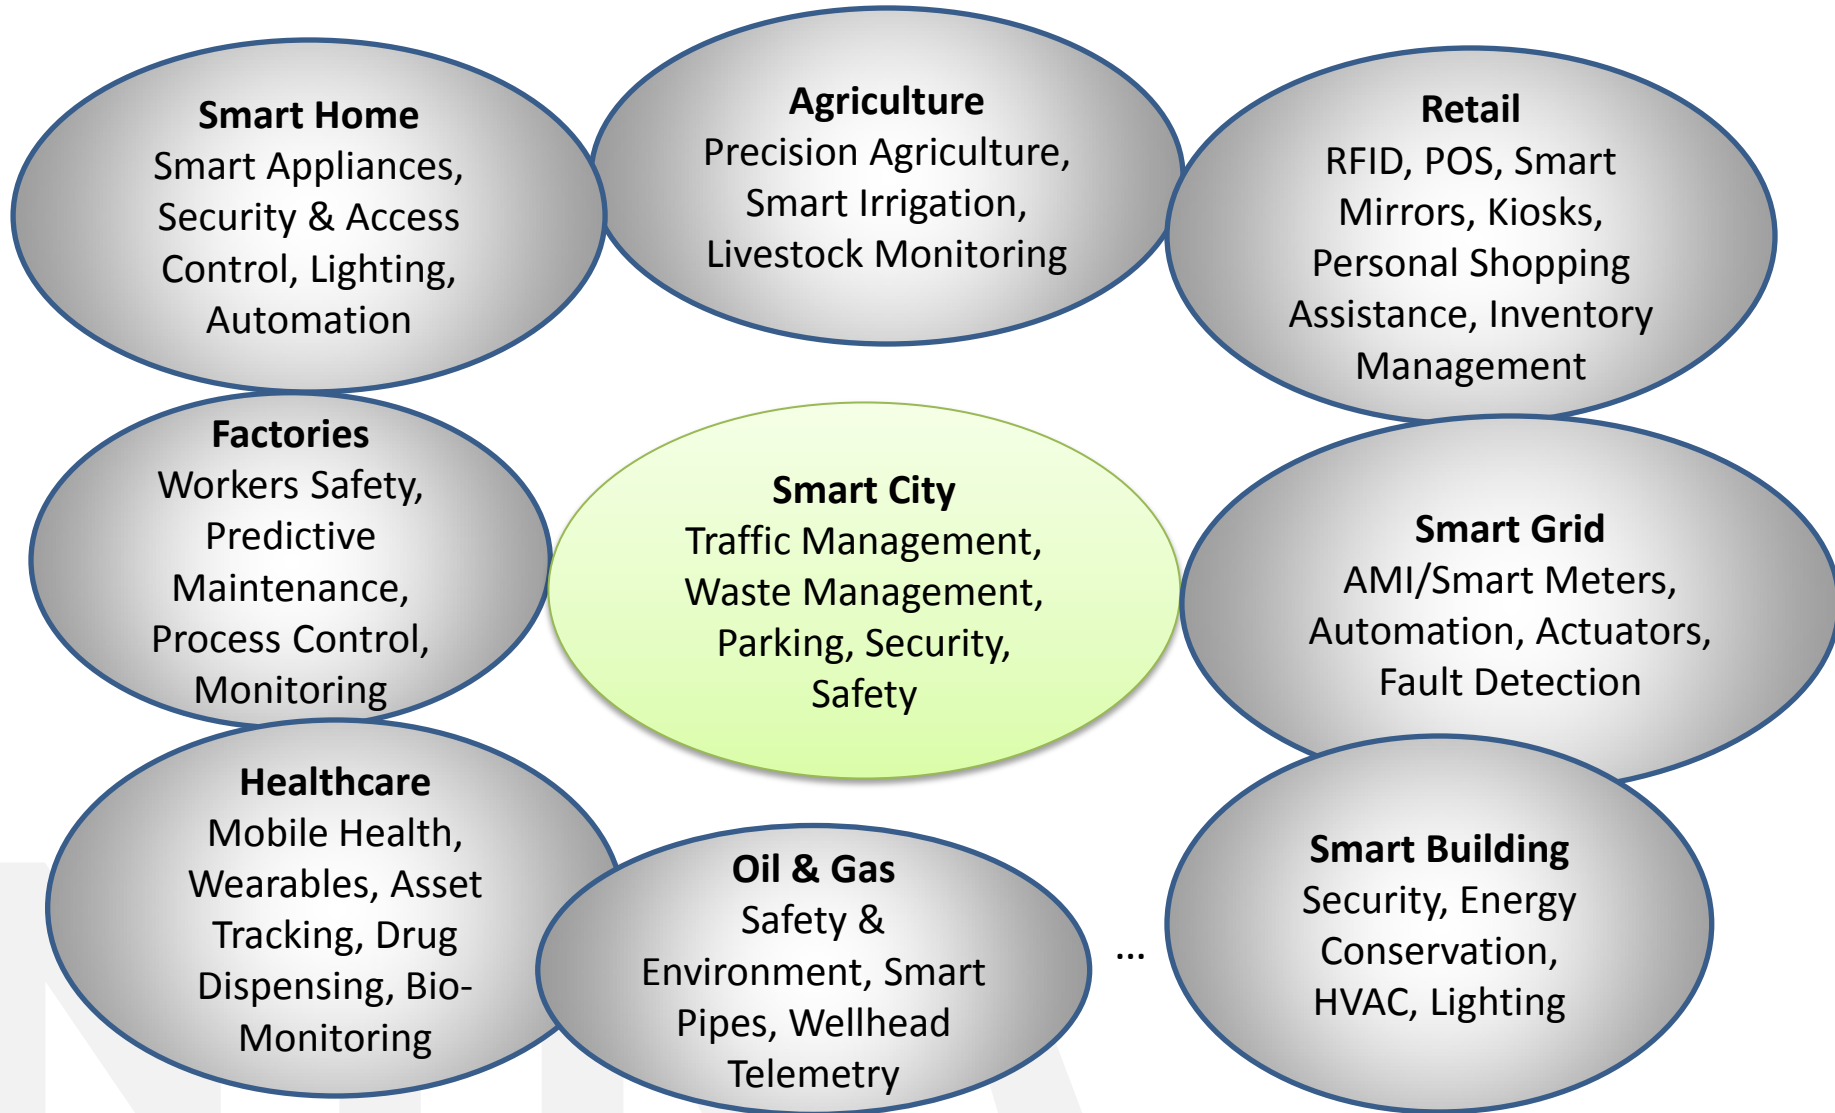 Smart Home
Smart Appliances,
Security & Access
Control, Lighting,
Automation
Agriculture
Precision Agriculture,
Smart Irrigation,
Livestock Monitoring
Retail
RFID, POS, Smart
Mirrors, Kiosks,
Personal Shopping
Assistance, Inventory
Management
Factories
Workers Safety,
Predictive
Maintenance,
Process Control,
Monitoring
Smart City
Traffic Management,
Waste Management,
Parking, Security,
Safety
Smart Grid
AMI/Smart Meters,
Automation, Actuators,
Fault Detection
Healthcare
Mobile Health,
Wearables, Asset
Tracking, Drug
Dispensing, Bio-
Monitoring
Oil & Gas
Safety &
Environment, Smart
Pipes, Wellhead
Telemetry
...
Smart Building
Security, Energy
Conservation,
HVAC, Lighting